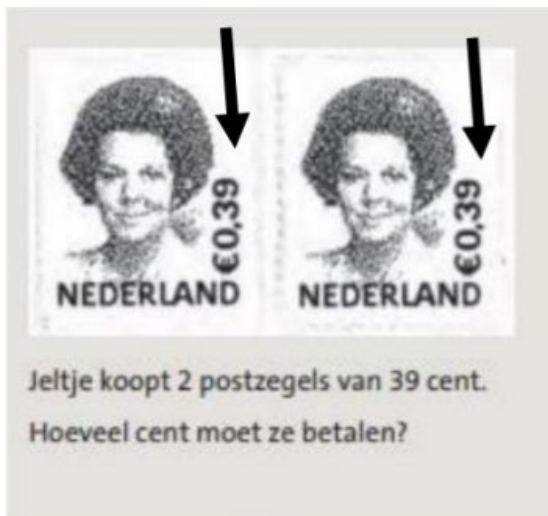 €0,39
NEDERLAND
€0,39
NEDERLAND
Jeltje koopt 2 postzegels van 39 cent.
Hoeveel cent moet ze betalen?